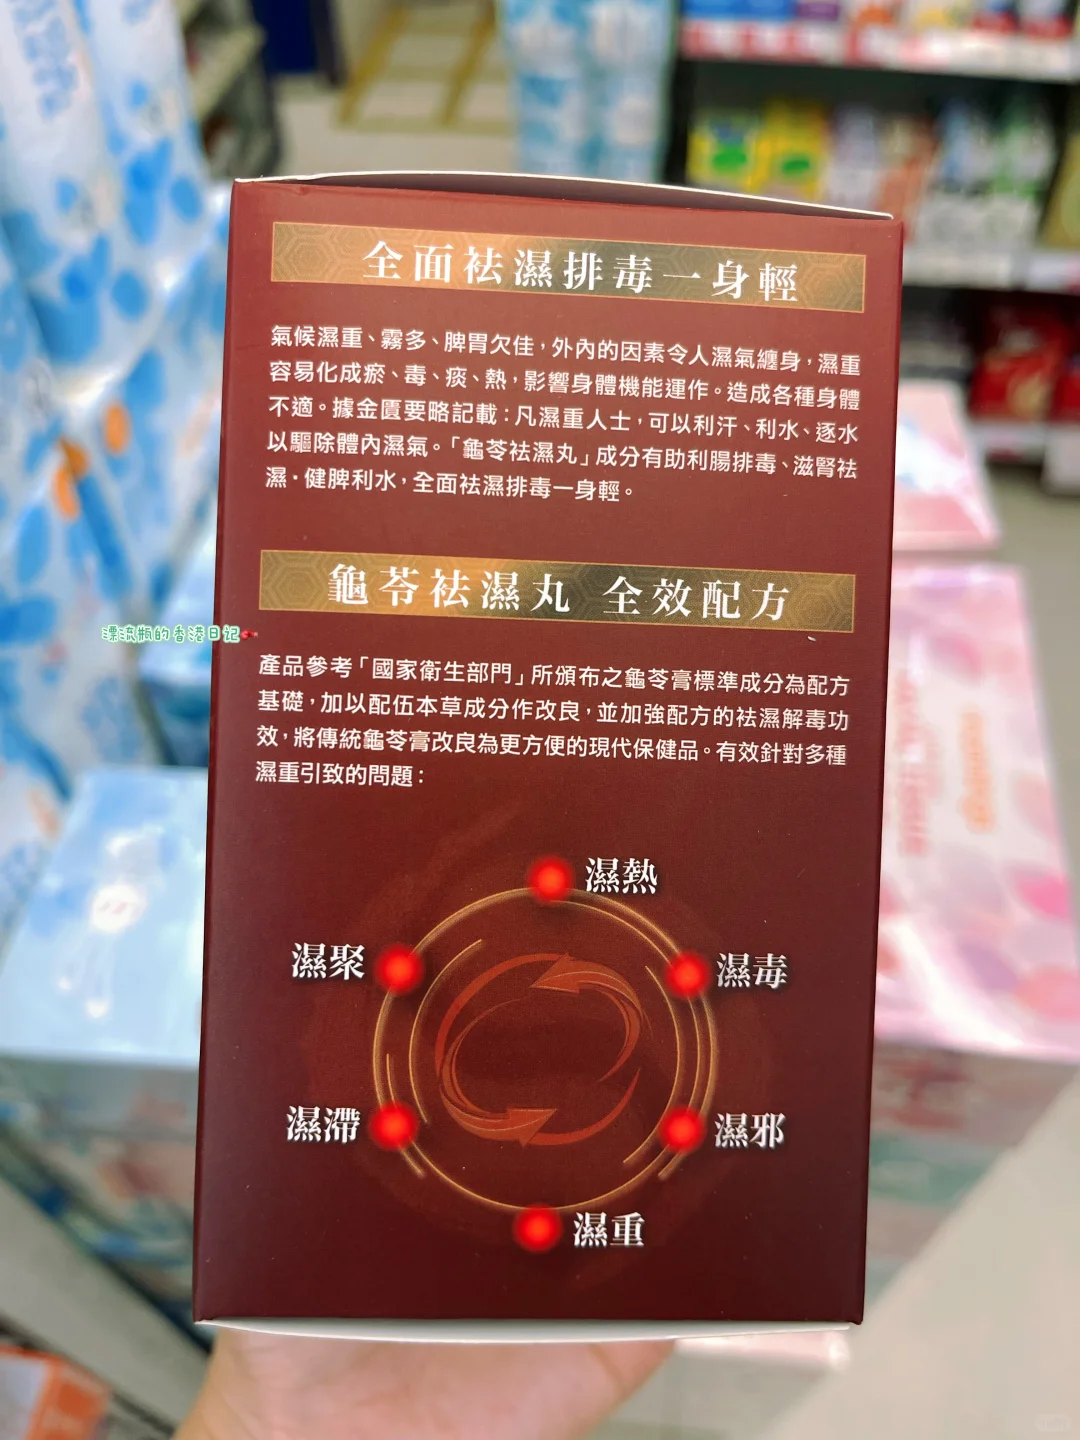 全面袪濕排毒一身輕
氣候濕重、霧多、脾胃欠佳，外內的因素令人濕氣纏身，濕重
容易化成瘀、毒、痰、熱，影響身體機能運作。造成各種身體
不適。據金匱要略記載：凡濕重人士，可以利汗、利水、逐水
以驅除體內濕氣。「龜苓袪濕丸」成分有助利腸排毒、滋腎袪
濕·健脾利水，全面袪濕排毒一身輕。
龜苓袪濕丸 全效配方
漂流瓶的香港日记
產品參考「國家衛生部門」所頒布之龜苓膏標準成分為配方
基礎，加以配伍本草成分作改良，並加強配方的袪濕解毒功
效，將傳統龜苓膏改良為更方便的現代保健品。有效針對多種
濕重引致的問題：
濕熱
濕聚
濕毒
濕滯
濕邪
濕重